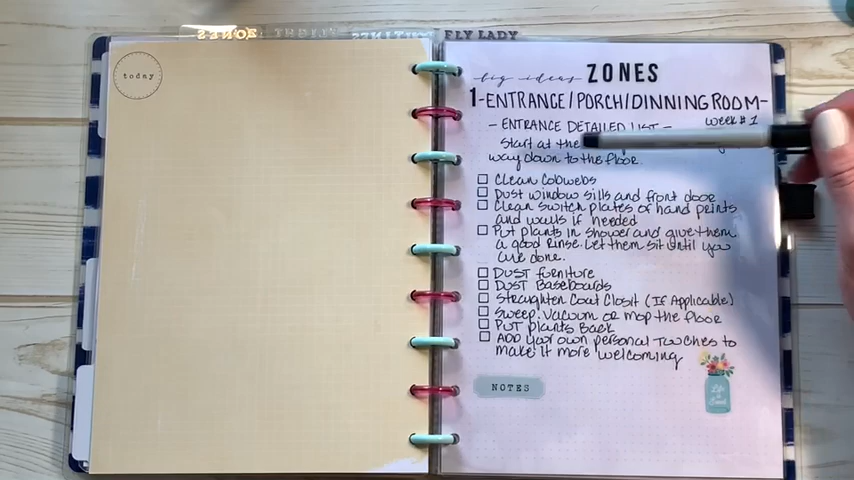 FLY LADY
today
big ideas ZONES
1-ENTRANCE/PORCH/DINNING ROOM-
- ENTRANCE DETAILED LIST - week #1
Start at the
way down to the floor.
Clean Cobwebs
Dust window sills and front door
Clean switch plates of hand prints
and walls if needed
Put plants in shower and give them
a good rinse. Let them sit until you
are done.
DUST furniture
DUST Baseboards
Straighten Coat Closit (If Applicable)
Sweep, Vacuum or Mop the floor
PUT plants Back
ADD your own personal Touches to
make it more welcoming
NOTES